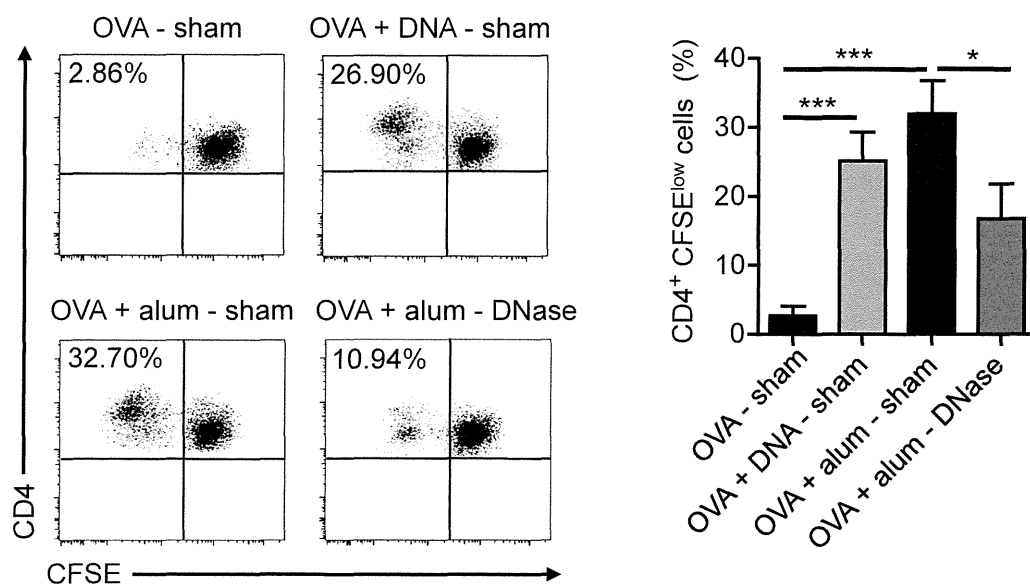 OVA - sham
OVA + DNA - sham
2.86%
26.90%
OVA + alum - sham
OVA + alum - DNase
32.70%
10.94%
CD4
CFSE
CD4⁺ CFSEˡᵒʷ cells (%)
40
30
20
10
0
***
*
***
OVA - sham
OVA + DNA - sham
OVA + alum - sham
OVA + alum - DNase